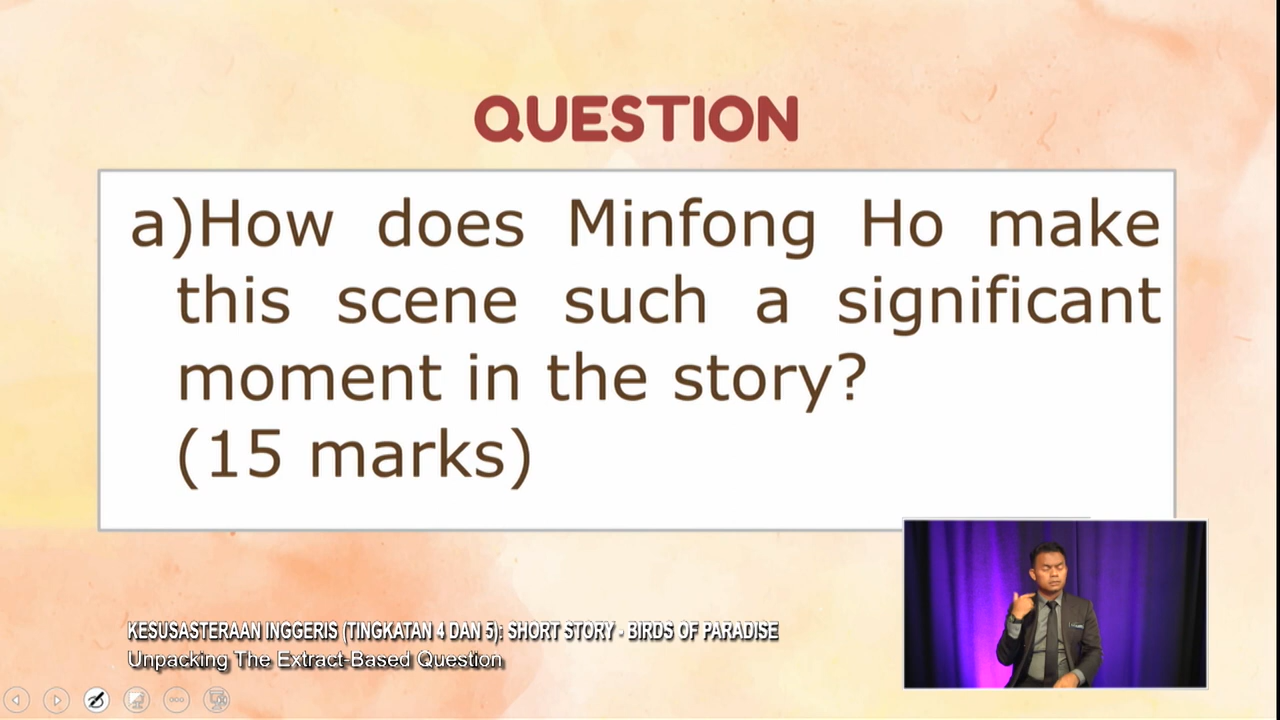 QUESTION
a)How does Minfong Ho make
this scene such a significant
moment in the story?
(15 marks)
KESUSASTERAAN INGGERIS (TINGKATAN 4 DAN 5): SHORT STORY - BIRDS OF PARADISE
Unpacking The Extract-Based Question